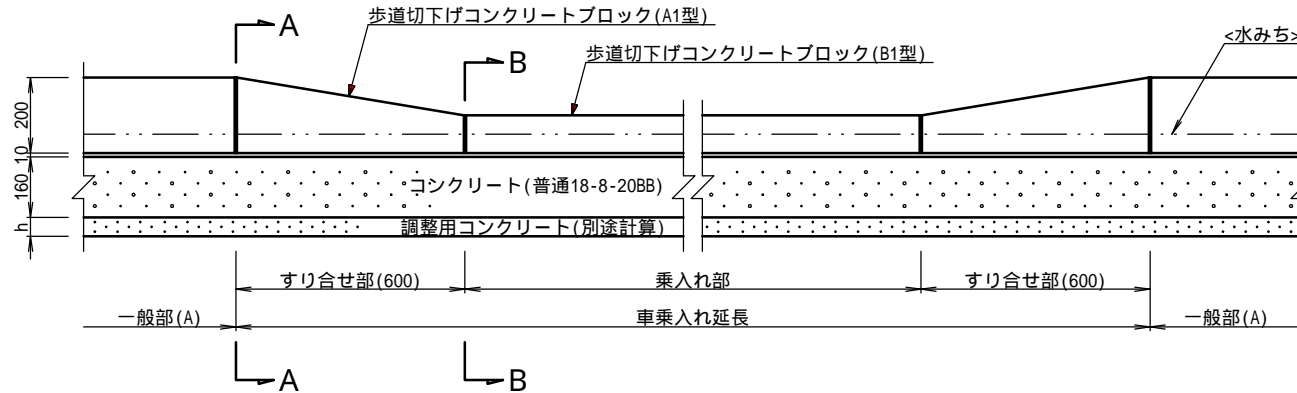 歩道切下げコンクリートブロック(A1型)
A
歩道切下げコンクリートブロック(B1型)
B
<水みち>
200
10
160
h
コンクリート(普通18-8-20BB)
調整用コンクリート(別途計算)
すり合せ部(600)
乗入れ部
すり合せ部(600)
一般部(A)
車乗入れ延長
一般部(A)
A
B